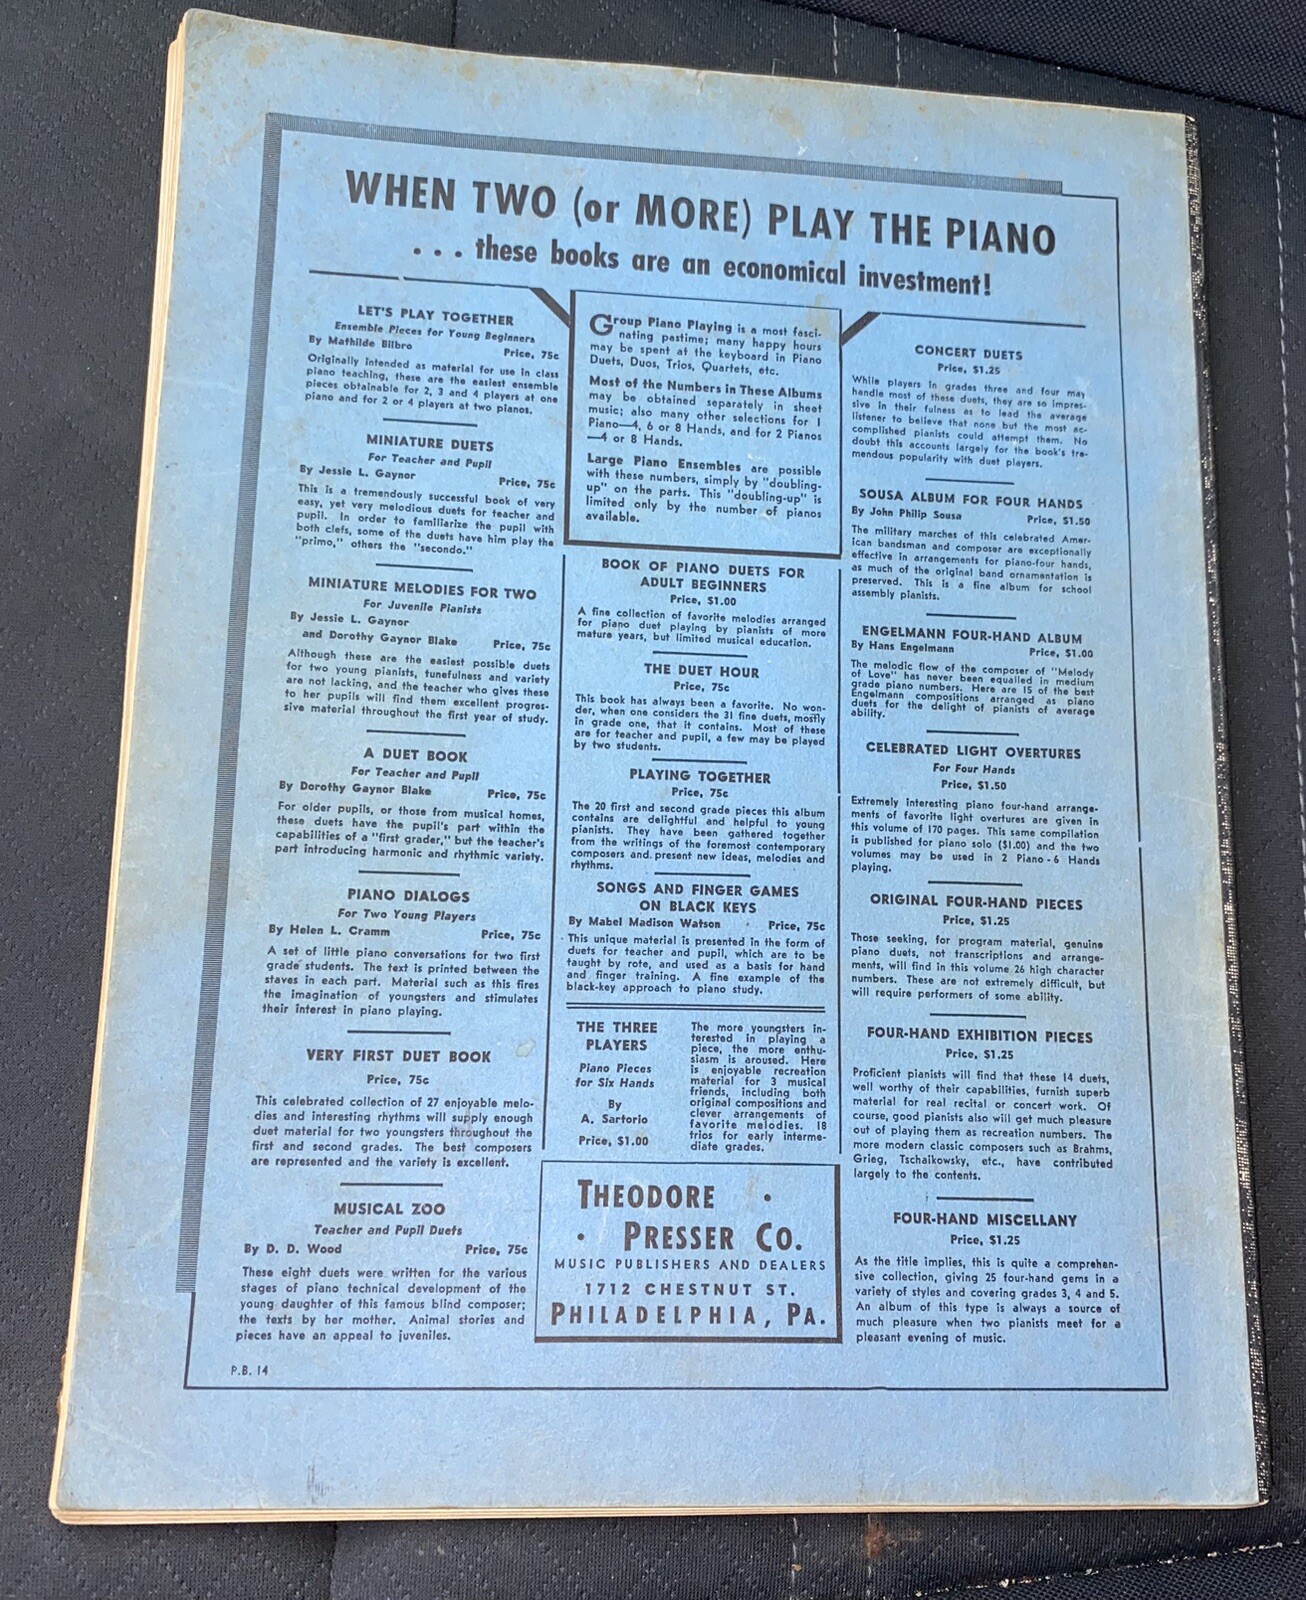 WHEN TWO (or MORE) PLAY THE PIANO
. . . these books are an economical investment!
LET'S PLAY TOGETHER
Ensemble Pieces for Young Beginners
By Mathilde Bilbro Price, 75c
Originally intended as material for use in class
piano teaching, these are the easiest ensemble
pieces obtainable for 2, 3 and 4 players at one
piano and for 2 or 4 players at two pianos.
MINIATURE DUETS
For Teacher and Pupil
By Jessie L. Gaynor Price, 75c
This is a tremendously successful book of very
easy, yet very melodious duets for teacher and
pupil. In order to familiarize the pupil with
both clefs, some of the duets have him play the
"primo," others the "secondo."
MINIATURE MELODIES FOR TWO
For Juvenile Pianists
By Jessie L. Gaynor
and Dorothy Gaynor Blake Price, 75c
Although these are the easiest possible duets
for two young pianists, tunefulness and variety
are not lacking, and the teacher who gives these
to her pupils will find them excellent progres-
sive material throughout the first year of study.
A DUET BOOK
For Teacher and Pupil
By Dorothy Gaynor Blake Price, 75c
For older pupils, or those from musical homes,
these duets have the pupil's part within the
capabilities of a "first grader," but the teacher's
part introducing harmonic and rhythmic variety.
PIANO DIALOGS
For Two Young Players
By Helen L. Cramm Price, 75c
A set of little piano conversations for two first
grade students. The text is printed between the
staves in each part. Material such as this fires
the imagination of youngsters and stimulates
their interest in piano playing.
VERY FIRST DUET BOOK
Price, 75c
This celebrated collection of 27 enjoyable melo-
dies and interesting rhythms will supply enough
duet material for two youngsters throughout the
first and second grades. The best composers
are represented and the variety is excellent.
MUSICAL ZOO
Teacher and Pupil Duets
By D. D. Wood Price, 75c
These eight duets were written for the various
stages of piano technical development of the
young daughter of this famous blind composer;
the texts by her mother. Animal stories and
pieces have an appeal to juveniles.
P.B. 14
Group Piano Playing is a most fasci-
nating pastime; many happy hours
may be spent at the keyboard in Piano
Duets, Duos, Trios, Quartets, etc.
Most of the Numbers in These Albums
may be obtained separately in sheet
music; also many other selections for 1
Piano—4, 6 or 8 Hands, and for 2 Pianos
—4 or 8 Hands.
Large Piano Ensembles are possible
with these numbers, simply by "doubling-
up" on the parts. This "doubling-up" is
limited only by the number of pianos
available.
BOOK OF PIANO DUETS FOR
ADULT BEGINNERS
Price, $1.00
A fine collection of favorite melodies arranged
for piano duet playing by pianists of more
mature years, but limited musical education.
THE DUET HOUR
Price, 75c
This book has always been a favorite. No won-
der, when one considers the 31 fine duets, mostly
in grade one, that it contains. Most of these
are for teacher and pupil, a few may be played
by two students.
PLAYING TOGETHER
Price, 75c
The 20 first and second grade pieces this album
contains are delightful and helpful to young
pianists. They have been gathered together
from the writings of the foremost contemporary
composers and present new ideas, melodies and
rhythms.
SONGS AND FINGER GAMES
ON BLACK KEYS
By Mabel Madison Watson Price, 75c
This unique material is presented in the form of
duets for teacher and pupil, which are to be
taught by rote, and used as a basis for hand
and finger training. A fine example of the
black-key approach to piano study.
THE THREE
PLAYERS
Piano Pieces
for Six Hands
By
A. Sartorio
Price, $1.00
The more youngsters in-
terested in playing a
piece, the more enthu-
siasm is aroused. Here
is enjoyable recreation
material for 3 musical
friends, including both
original compositions and
clever arrangements of
favorite melodies. 18
trios for early interme-
diate grades.
THEODORE •
• PRESSER CO.
MUSIC PUBLISHERS AND DEALERS
1712 CHESTNUT ST.
PHILADELPHIA, PA.
CONCERT DUETS
Price, $1.25
While players in grades three and four may
handle most of these duets, they are so impres-
sive in their fulness as to lead the average
listener to believe that none but the most ac-
complished pianists could attempt them. No
doubt this accounts largely for the book's tre-
mendous popularity with duet players.
SOUSA ALBUM FOR FOUR HANDS
By John Philip Sousa Price, $1.50
The military marches of this celebrated Amer-
ican bandsman and composer are exceptionally
effective in arrangements for piano-four hands,
as much of the original band ornamentation is
preserved. This is a fine album for school
assembly pianists.
ENGELMANN FOUR-HAND ALBUM
By Hans Engelmann Price, $1.00
The melodic flow of the composer of "Melody
of Love" has never been equalled in medium
grade piano numbers. Here are 15 of the best
Engelmann compositions arranged as piano
duets for the delight of pianists of average
ability.
CELEBRATED LIGHT OVERTURES
For Four Hands
Price, $1.50
Extremely interesting piano four-hand arrange-
ments of favorite light overtures are given in
this volume of 170 pages. This same compilation
is published for piano solo ($1.00) and the two
volumes may be used in 2 Piano - 6 Hands
playing.
ORIGINAL FOUR-HAND PIECES
Price, $1.25
Those seeking, for program material, genuine
piano duets, not transcriptions and arrange-
ments, will find in this volume 26 high character
numbers. These are not extremely difficult, but
will require performers of some ability.
FOUR-HAND EXHIBITION PIECES
Price, $1.25
Proficient pianists will find that these 14 duets,
well worthy of their capabilities, furnish superb
material for real recital or concert work. Of
course, good pianists also will get much pleasure
out of playing them as recreation numbers. The
more modern classic composers such as Brahms,
Grieg, Tschaikowsky, etc., have contributed
largely to the contents.
FOUR-HAND MISCELLANY
Price, $1.25
As the title implies, this is quite a comprehen-
sive collection, giving 25 four-hand gems in a
variety of styles and covering grades 3, 4 and 5.
An album of this type is always a source of
much pleasure when two pianists meet for a
pleasant evening of music.